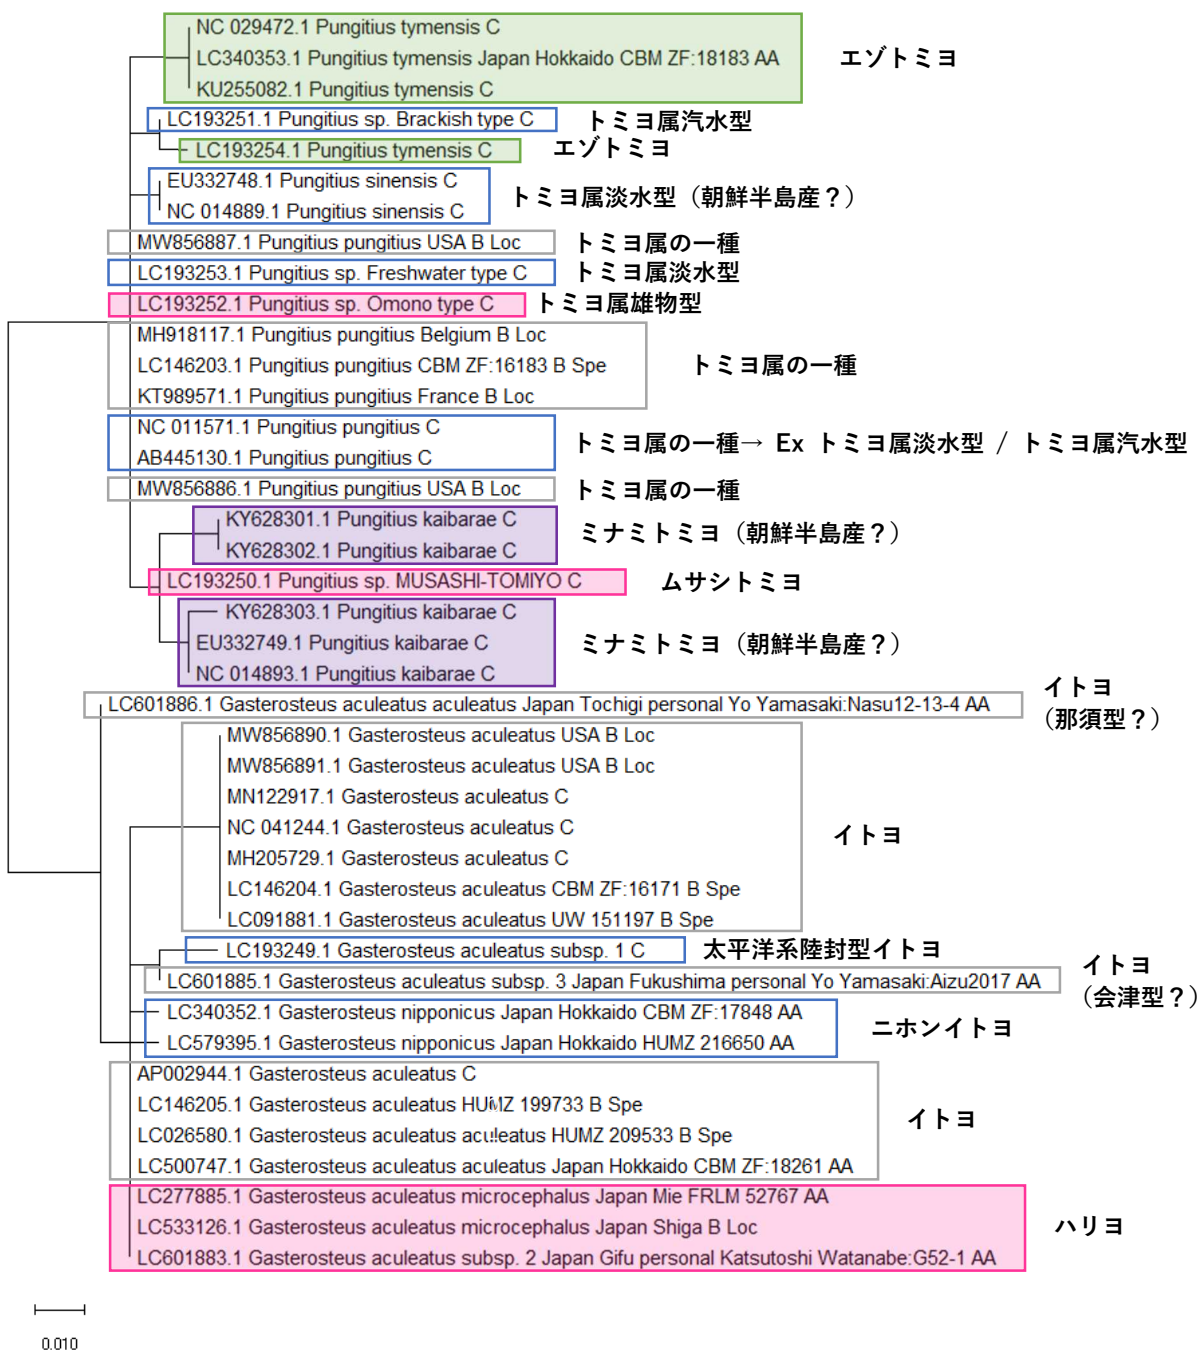 NC 029472.1 Pungitius tymensis C
LC340353.1 Pungitius tymensis Japan Hokkaido CBM ZF:18183 AA
エゾトミヨ
KU255082.1 Pungitius tymensis C
LC193251.1 Pungitius sp. Brackish type C
トミヨ属汽水型
LC193254.1 Pungitius tymensis C
エゾトミヨ
EU332748.1 Pungitius sinensis C
トミヨ属淡水型（朝鮮半島産？）
NC 014889.1 Pungitius sinensis C
MW856887.1 Pungitius pungitius USA B Loc
トミヨ属の一種
LC193253.1 Pungitius sp. Freshwater type C
トミヨ属淡水型
LC193252.1 Pungitius sp. Omono type C
トミヨ属雄物型
MH918117.1 Pungitius pungitius Belgium B Loc
LC146203.1 Pungitius pungitius CBM ZF:16183 B Spe
トミヨ属の一種
KT989571.1 Pungitius pungitius France B Loc
NC 011571.1 Pungitius pungitius C
トミヨ属の一種→ Ex トミヨ属淡水型 / トミヨ属汽水型
AB445130.1 Pungitius pungitius C
MW856886.1 Pungitius pungitius USA B Loc
トミヨ属の一種
KY628301.1 Pungitius kaibarae C
ミナミトミヨ（朝鮮半島産？）
KY628302.1 Pungitius kaibarae C
LC193250.1 Pungitius sp. MUSASHI-TOMIYO C
ムサシトミヨ
KY628303.1 Pungitius kaibarae C
EU332749.1 Pungitius kaibarae C
ミナミトミヨ（朝鮮半島産？）
NC 014893.1 Pungitius kaibarae C
LC601886.1 Gasterosteus aculeatus aculeatus Japan Tochigi personal Yo Yamasaki:Nasu12-13-4 AA
イトヨ
（那須型？）
MW856890.1 Gasterosteus aculeatus USA B Loc
MW856891.1 Gasterosteus aculeatus USA B Loc
MN122917.1 Gasterosteus aculeatus C
NC 041244.1 Gasterosteus aculeatus C
イトヨ
MH205729.1 Gasterosteus aculeatus C
LC146204.1 Gasterosteus aculeatus CBM ZF:16171 B Spe
LC091881.1 Gasterosteus aculeatus UW 151197 B Spe
LC193249.1 Gasterosteus aculeatus subsp. 1 C
太平洋系陸封型イトヨ
LC601885.1 Gasterosteus aculeatus subsp. 3 Japan Fukushima personal Yo Yamasaki:Aizu2017 AA
イトヨ
（会津型？）
LC340352.1 Gasterosteus nipponicus Japan Hokkaido CBM ZF:17848 AA
ニホンイトヨ
LC579395.1 Gasterosteus nipponicus Japan Hokkaido HUMZ 216650 AA
AP002944.1 Gasterosteus aculeatus C
LC146205.1 Gasterosteus aculeatus HUMZ 199733 B Spe
イトヨ
LC026580.1 Gasterosteus aculeatus aculeatus HUMZ 209533 B Spe
LC500747.1 Gasterosteus aculeatus aculeatus Japan Hokkaido CBM ZF:18261 AA
LC277885.1 Gasterosteus aculeatus microcephalus Japan Mie FRLM 52767 AA
LC533126.1 Gasterosteus aculeatus microcephalus Japan Shiga B Loc
ハリヨ
LC601883.1 Gasterosteus aculeatus subsp. 2 Japan Gifu personal Katsutoshi Watanabe:G52-1 AA
0.010